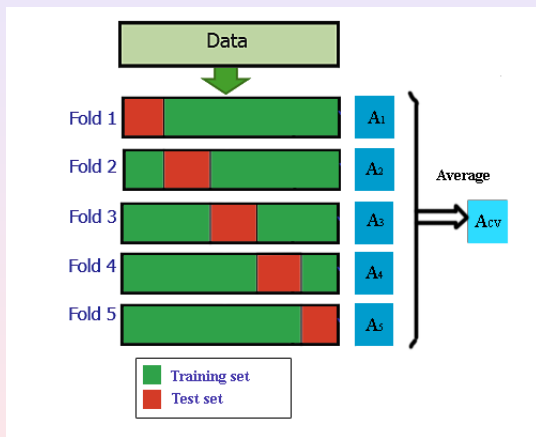 Data
Fold 1
A1
Fold 2
A2
Fold 3
A3
Fold 4
A4
Fold 5
A5
Average
Acv
Training set
Test set